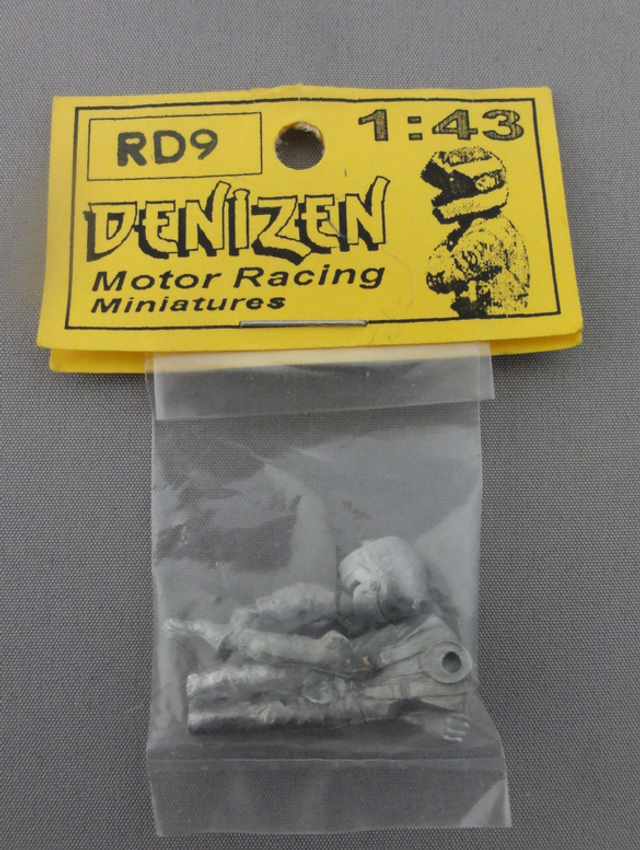 RD9
1:43
DENIZEN
Motor Racing
Miniatures